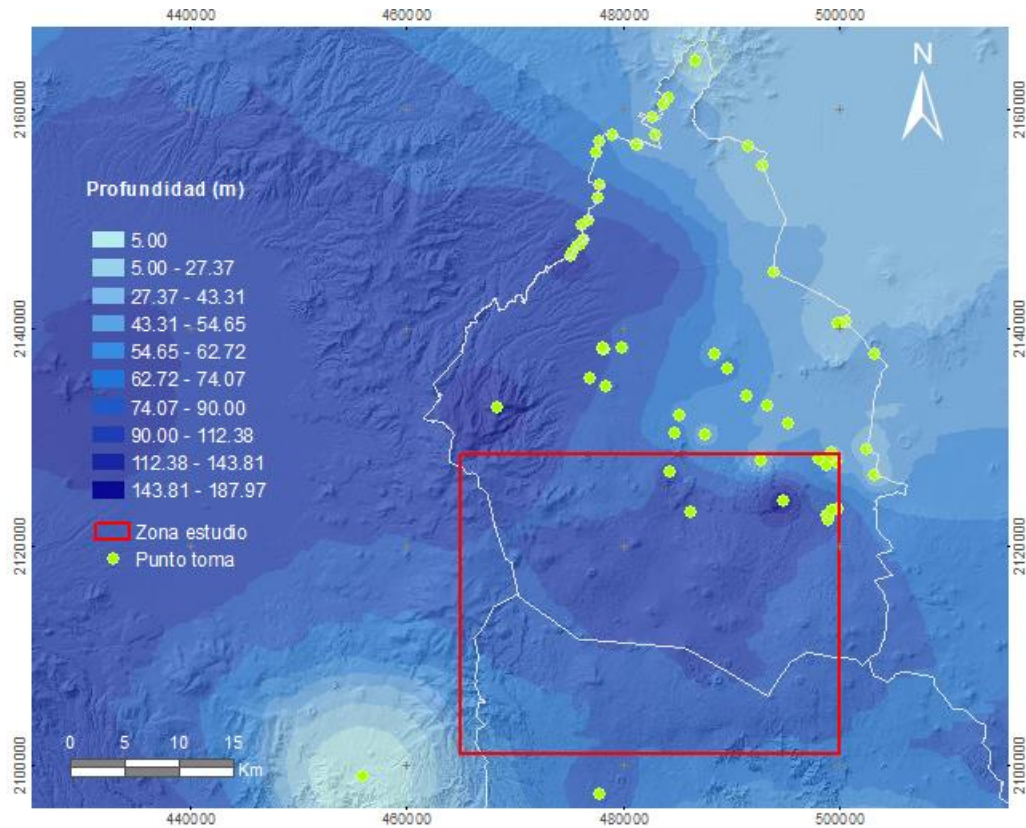 440000 460000 480000 500000
N
2160000 2160000
Profundidad (m)
5.00
5.00 - 27.37
27.37 - 43.31
43.31 - 54.65
54.65 - 62.72
62.72 - 74.07
74.07 - 90.00
90.00 - 112.38
112.38 - 143.81
143.81 - 187.97
2140000 2140000
Zona estudio
Punto toma
2120000 2120000
0 5 10 15
Km
2100000 2100000
440000 460000 480000 500000